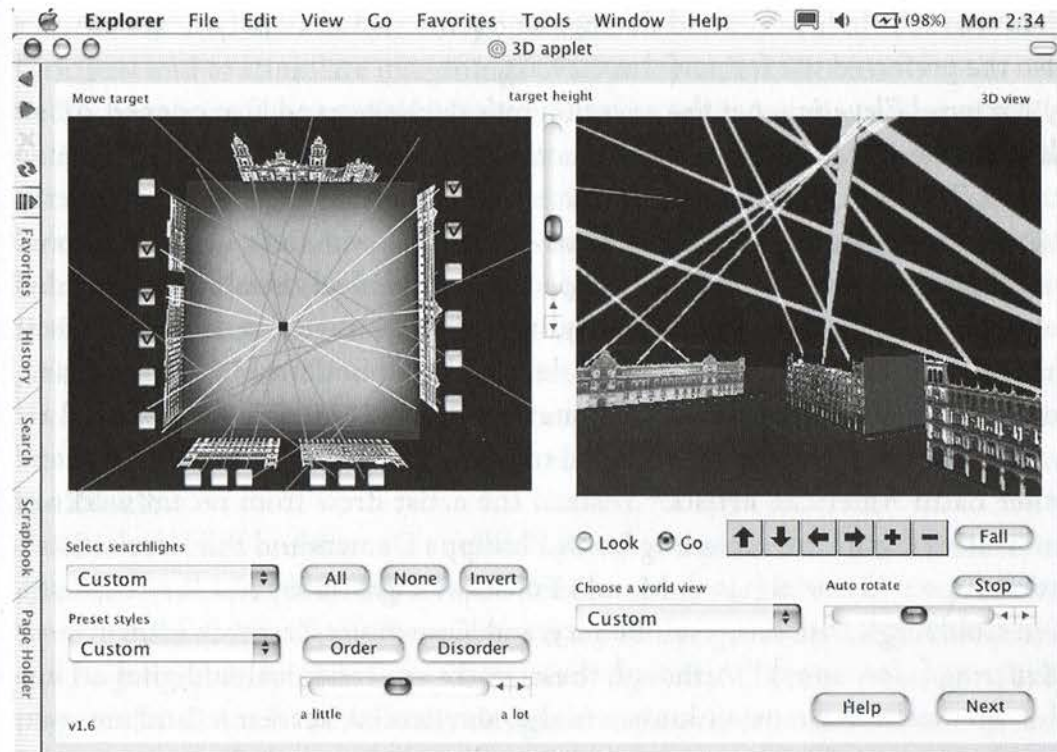 Explorer File Edit View Go Favorites Tools Window Help (98%) Mon 2:34
3D applet
Move target
target height
3D view
Favorites
History
Search
Scrapbook
Page Holder
Select searchlights
Custom
All None Invert
Preset styles
Custom
Order Disorder
a little a lot
v1.6
Look Go
Fall
Choose a world view
Custom
Auto rotate
Stop
Help Next